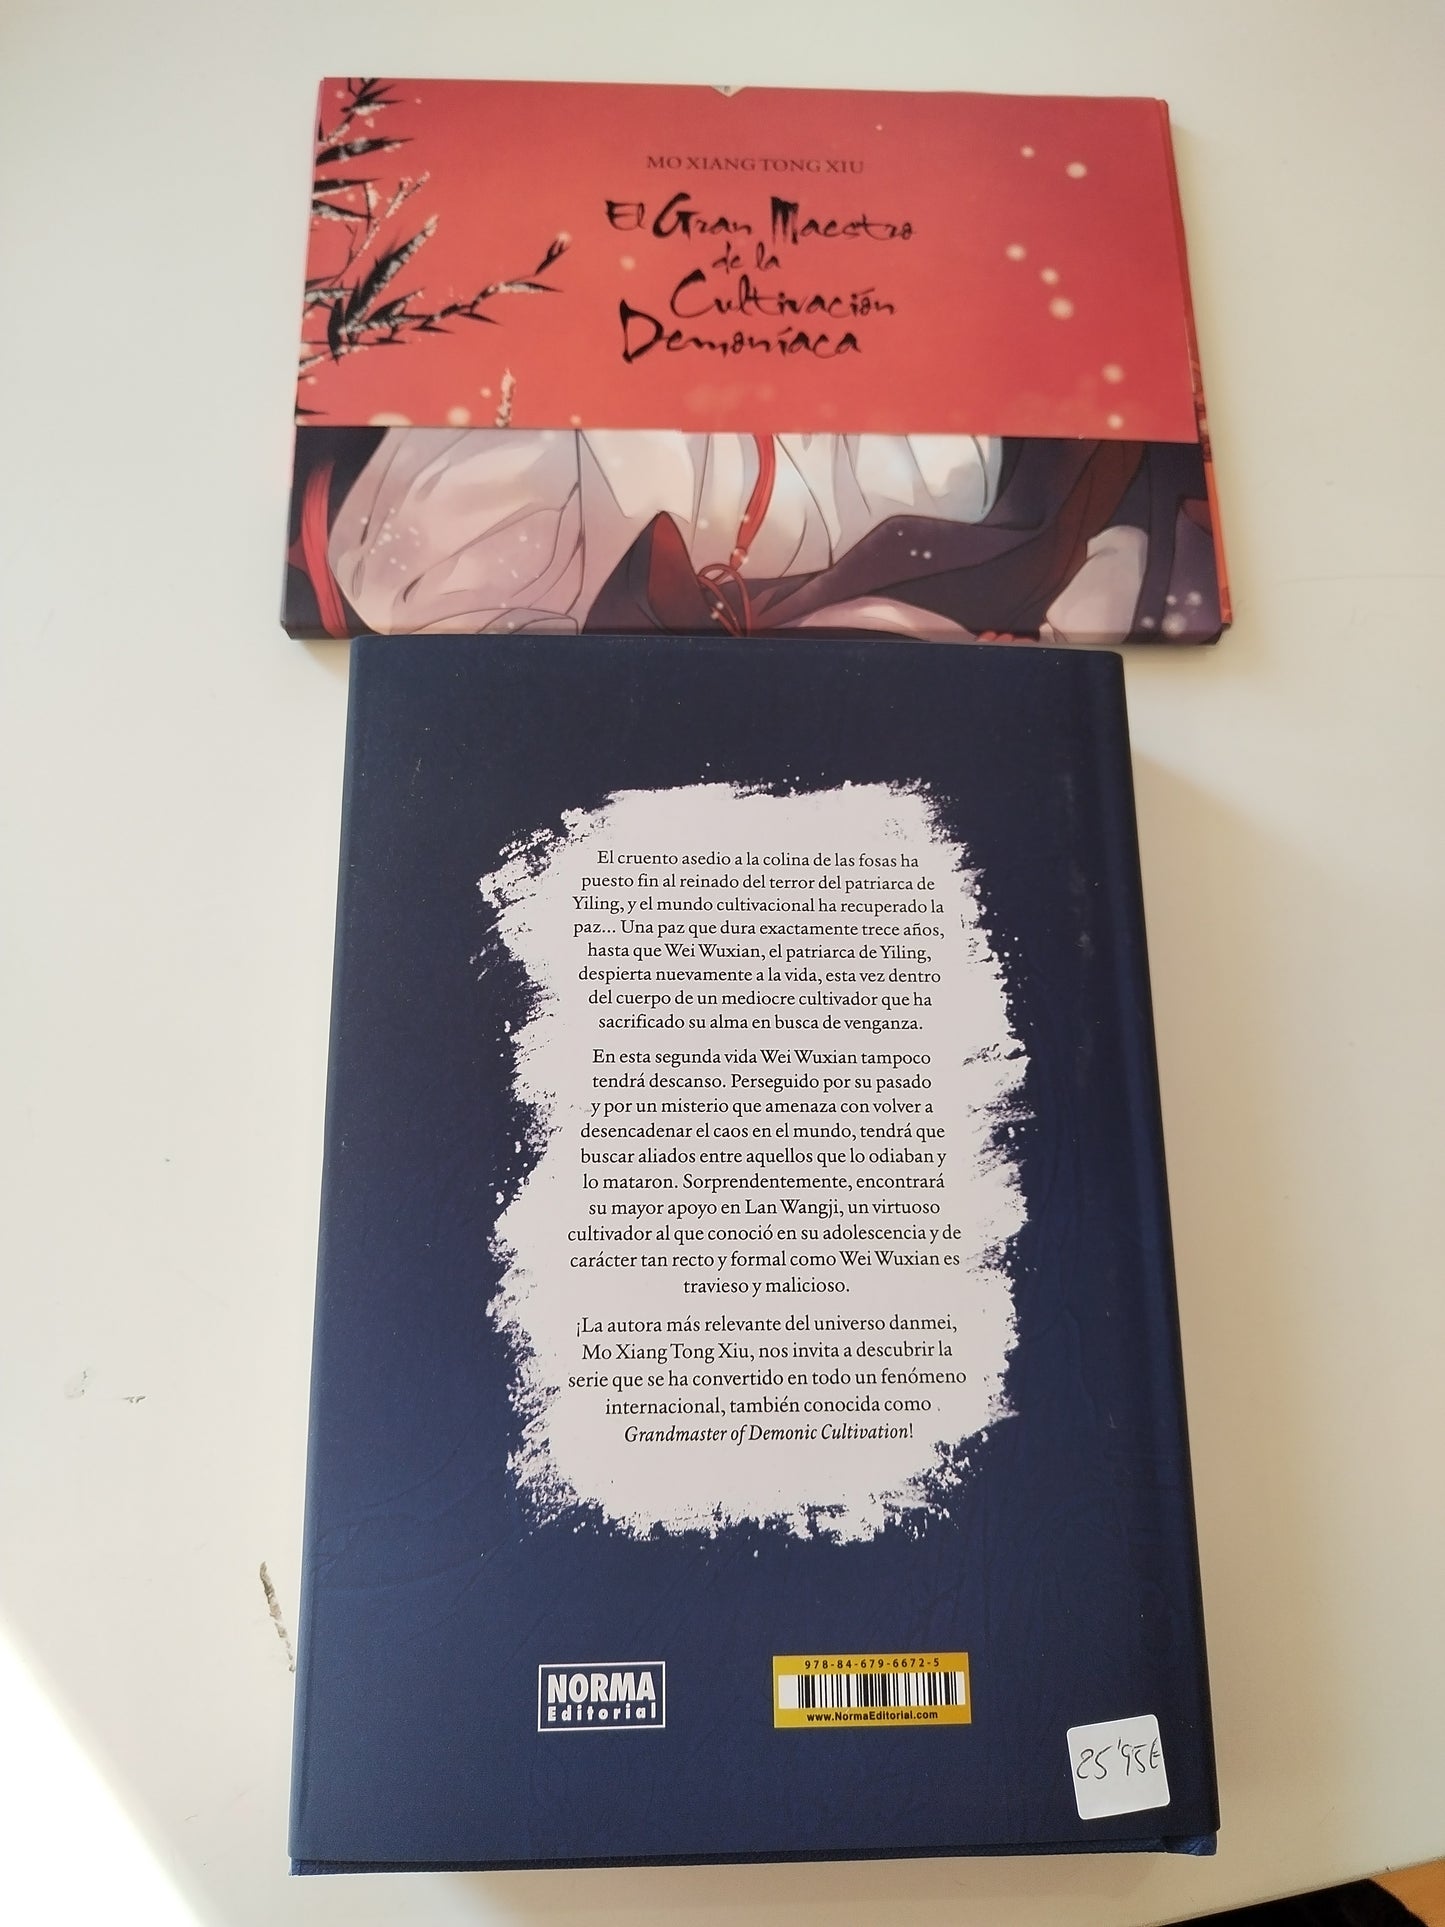 MO XIANG TONG XIU
El Gran Maestro
de la
Cultivación
Demoníaca
El cruento asedio a la colina de las fosas ha
puesto fin al reinado del terror del patriarca de
Yiling, y el mundo cultivacional ha recuperado la
paz... Una paz que dura exactamente trece años,
hasta que Wei Wuxian, el patriarca de Yiling,
despierta nuevamente a la vida, esta vez dentro
del cuerpo de un mediocre cultivador que ha
sacrificado su alma en busca de venganza.
En esta segunda vida Wei Wuxian tampoco
tendrá descanso. Perseguido por su pasado
y por un misterio que amenaza con volver a
desencadenar el caos en el mundo, tendrá que
buscar aliados entre aquellos que lo odiaban y
lo mataron. Sorprendentemente, encontrará
su mayor apoyo en Lan Wangji, un virtuoso
cultivador al que conoció en su adolescencia y de
carácter tan recto y formal como Wei Wuxian es
travieso y malicioso.
¡La autora más relevante del universo danmei,
Mo Xiang Tong Xiu, nos invita a descubrir la
serie que se ha convertido en todo un fenómeno
internacional, también conocida como
Grandmaster of Demonic Cultivation!
NORMA
Editorial
978-84-679-6672-5
www.NormaEditorial.com
25'95€